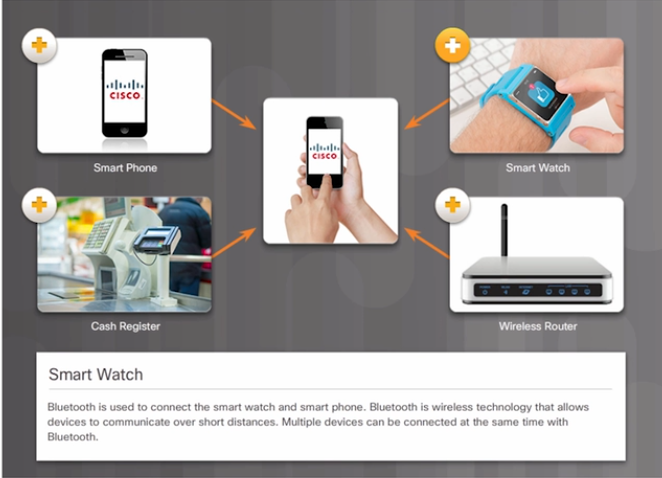 CISCO
Smart Phone
CISCO
Smart Watch
Cash Register
Wireless Router
Smart Watch
Bluetooth is used to connect the smart watch and smart phone. Bluetooth is wireless technology that allows
devices to communicate over short distances. Multiple devices can be connected at the same time with
Bluetooth.